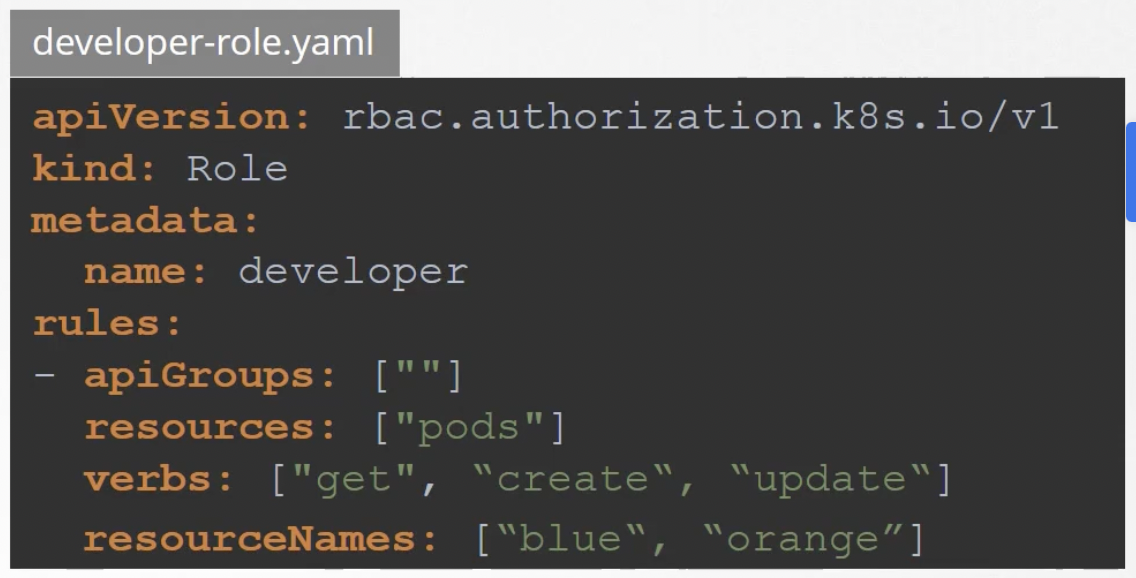 developer-role.yaml
apiVersion: rbac.authorization.k8s.io/v1
kind: Role
metadata:
  name: developer
rules:
- apiGroups: [""]
  resources: ["pods"]
  verbs: ["get", “create“, “update“]
  resourceNames: [“blue“, “orange”]